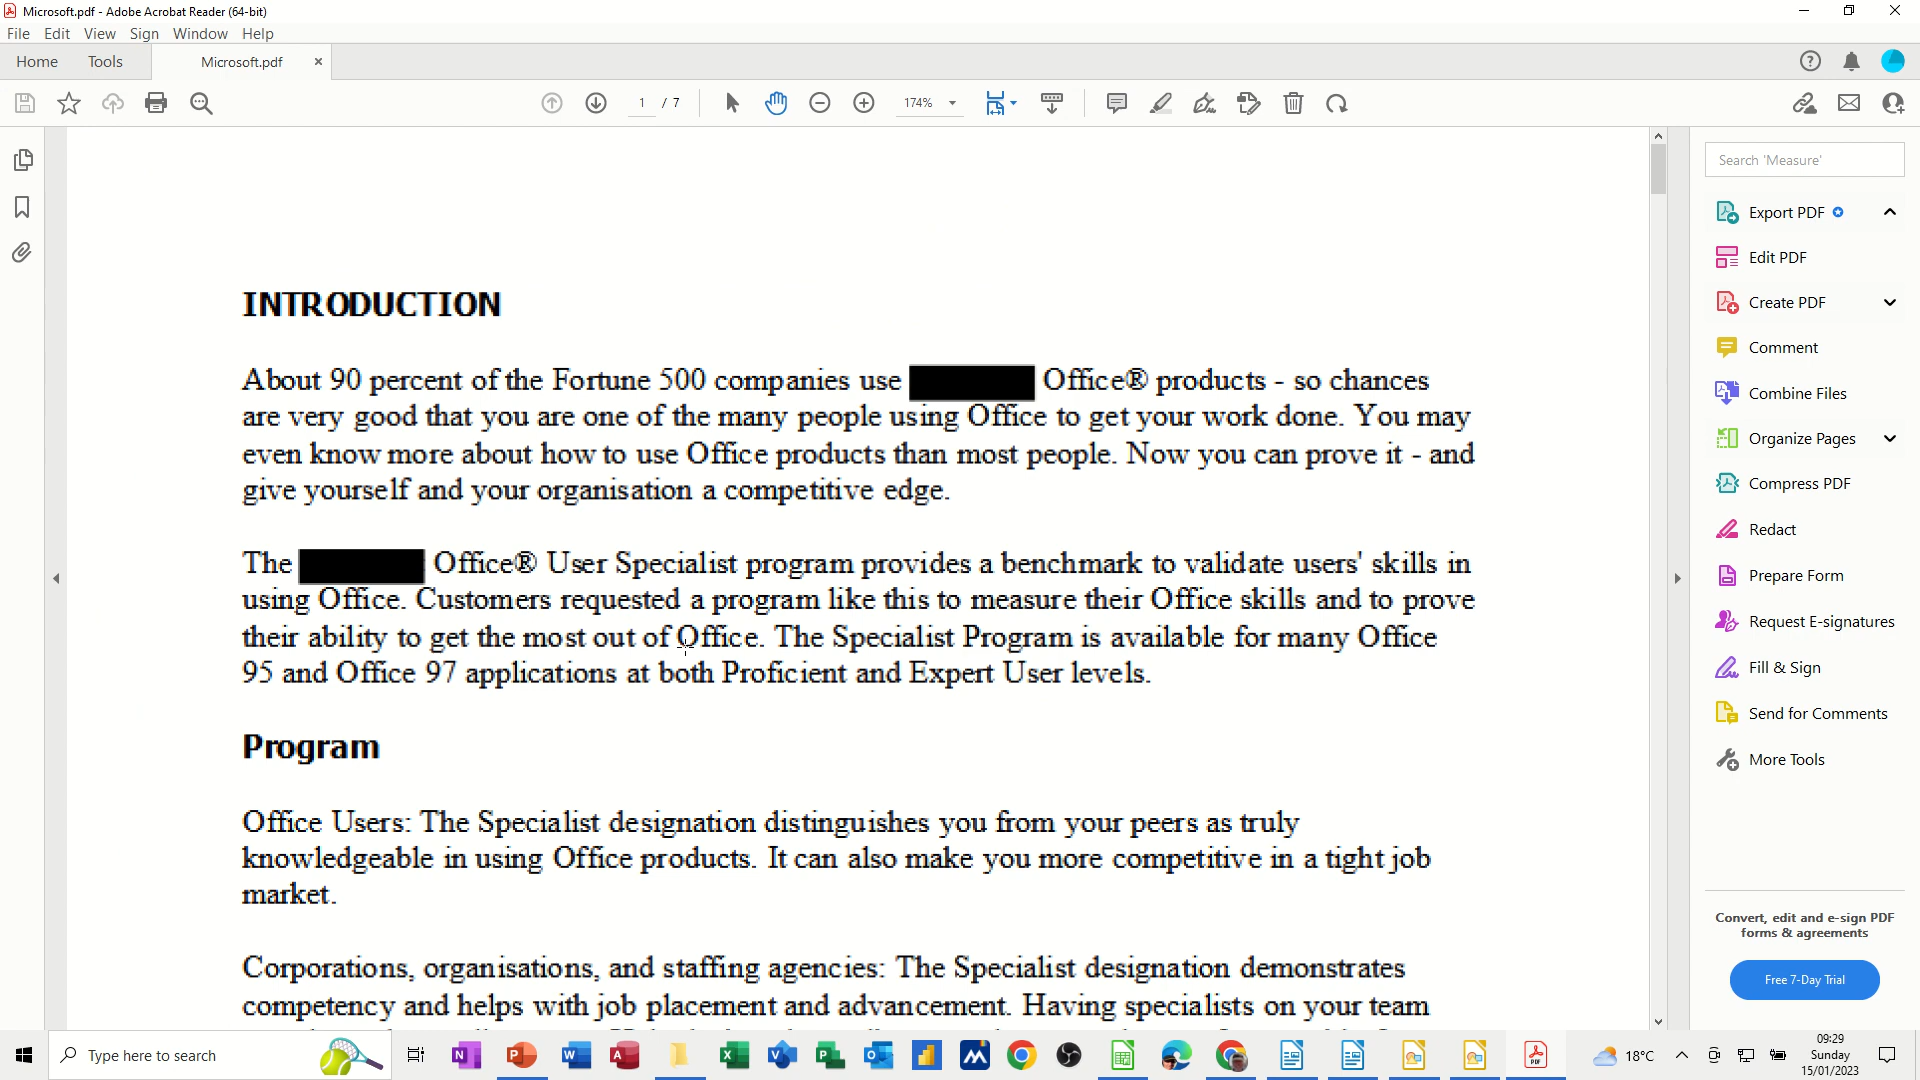 Microsoft.pdf - Adobe Acrobat Reader (64-bit)
File Edit View Sign Window Help
Home Tools Microsoft.pdf
1 / 7 174%
Search 'Measure'
Export PDF
Edit PDF
Create PDF
Comment
Combine Files
Organize Pages
Compress PDF
Redact
Prepare Form
Request E-signatures
Fill & Sign
Send for Comments
More Tools
Convert, edit and e-sign PDF
forms & agreements
Free 7-Day Trial
INTRODUCTION
About 90 percent of the Fortune 500 companies use Office® products - so chances
are very good that you are one of the many people using Office to get your work done. You may
even know more about how to use Office products than most people. Now you can prove it - and
give yourself and your organisation a competitive edge.
The Office® User Specialist program provides a benchmark to validate users' skills in
using Office. Customers requested a program like this to measure their Office skills and to prove
their ability to get the most out of Office. The Specialist Program is available for many Office
95 and Office 97 applications at both Proficient and Expert User levels.
Program
Office Users: The Specialist designation distinguishes you from your peers as truly
knowledgeable in using Office products. It can also make you more competitive in a tight job
market.
Corporations, organisations, and staffing agencies: The Specialist designation demonstrates
competency and helps with job placement and advancement. Having specialists on your team
Type here to search
18°C
09:29
Sunday
15/01/2023